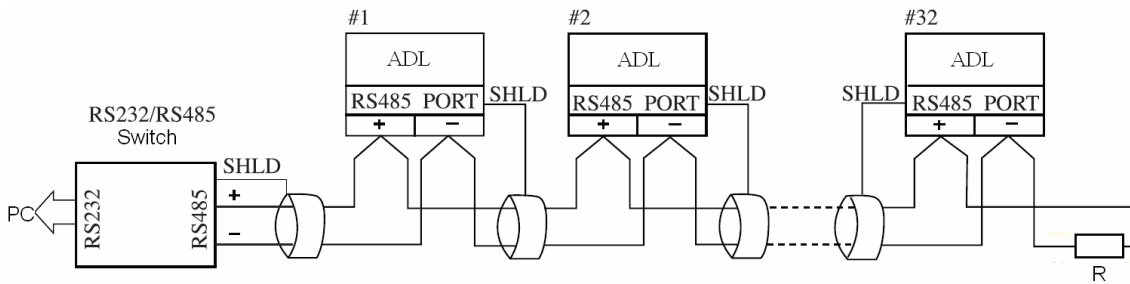 #1
#2
#32
ADL
ADL
ADL
RS485 PORT
SHLD
RS485 PORT
SHLD
SHLD
RS485 PORT
+ −
+ −
+ −
RS232/RS485
Switch
SHLD
+
−
PC
RS232
RS485
R